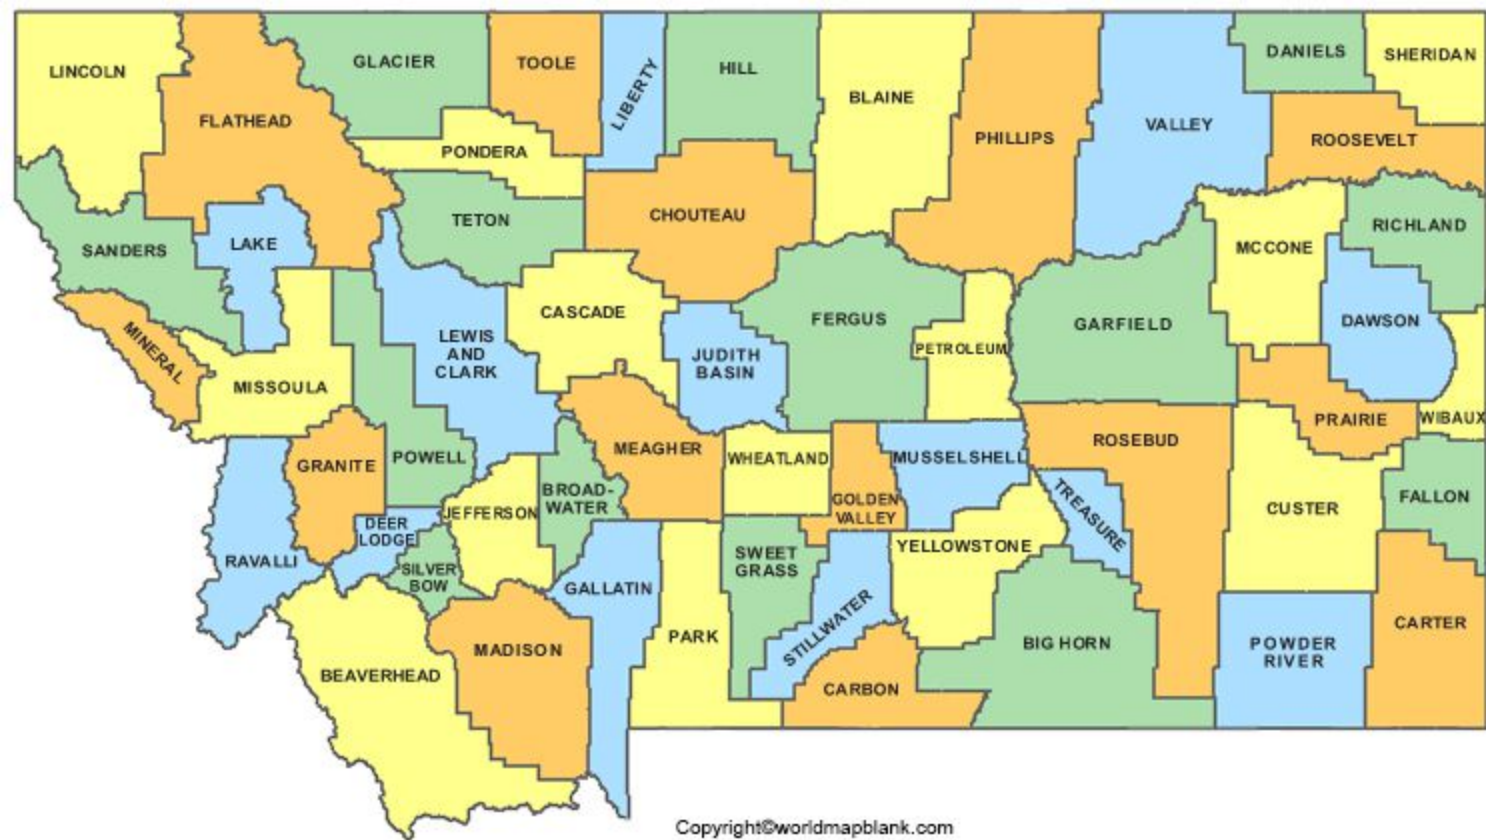 LINCOLN
FLATHEAD
GLACIER
TOOLE
LIBERTY
HILL
BLAINE
PHILLIPS
VALLEY
DANIELS
SHERIDAN
ROOSEVELT
PONDERA
TETON
CHOUTEAU
RICHLAND
MCCONE
SANDERS
LAKE
CASCADE
FERGUS
GARFIELD
DAWSON
LEWIS
AND
CLARK
JUDITH
BASIN
PETROLEUM
MINERAL
MISSOULA
PRAIRIE
WIBAUX
ROSEBUD
GRANITE
POWELL
MEAGHER
WHEATLAND
MUSSELSHELL
GOLDEN
VALLEY
TREASURE
CUSTER
FALLON
JEFFERSON
BROAD-
WATER
DEER
LODGE
RAVALLI
SILVER
BOW
GALLATIN
SWEET
GRASS
YELLOWSTONE
STILLWATER
PARK
BIG HORN
POWDER
RIVER
CARTER
MADISON
BEAVERHEAD
CARBON
Copyright©worldmapblank.com